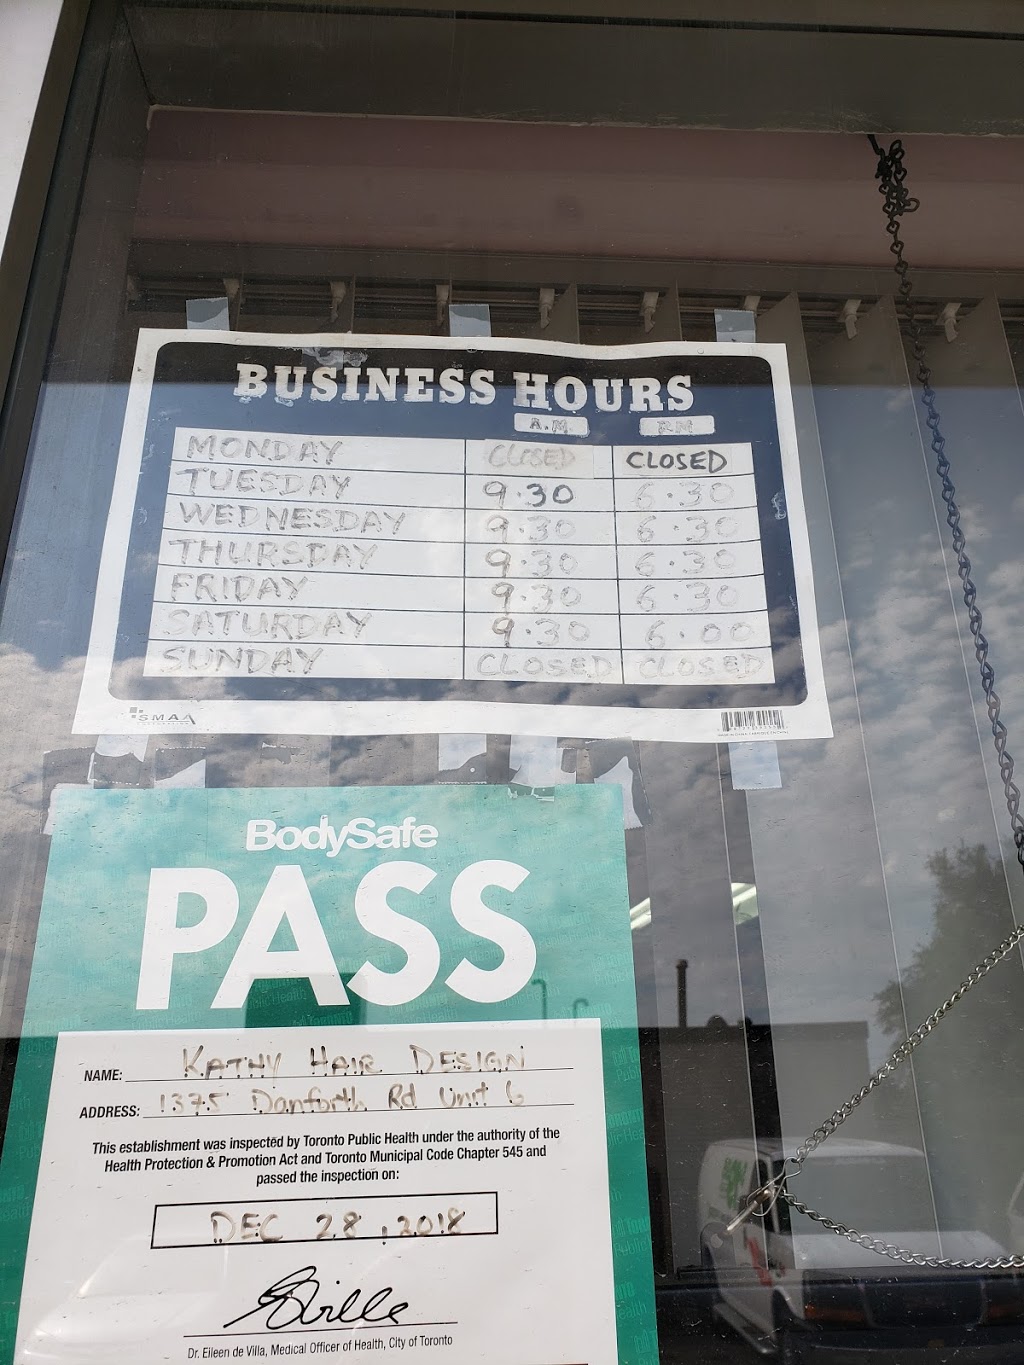 BUSINESS HOURS
A.M. P.M.
MONDAY CLOSED CLOSED
TUESDAY 9.30 6.30
WEDNESDAY 9.30 6.30
THURSDAY 9.30 6.30
FRIDAY 9.30 6.30
SATURDAY 9.30 6.00
SUNDAY CLOSED CLOSED
SMAA
BodySafe
PASS
NAME: KATHY HAIR DESIGN
ADDRESS: 1375 Danforth Rd Unit 6
This establishment was inspected by Toronto Public Health under the authority of the
Health Protection & Promotion Act and Toronto Municipal Code Chapter 545 and
passed the inspection on:
DEC 28, 2018
Dr. Eileen de Villa, Medical Officer of Health, City of Toronto